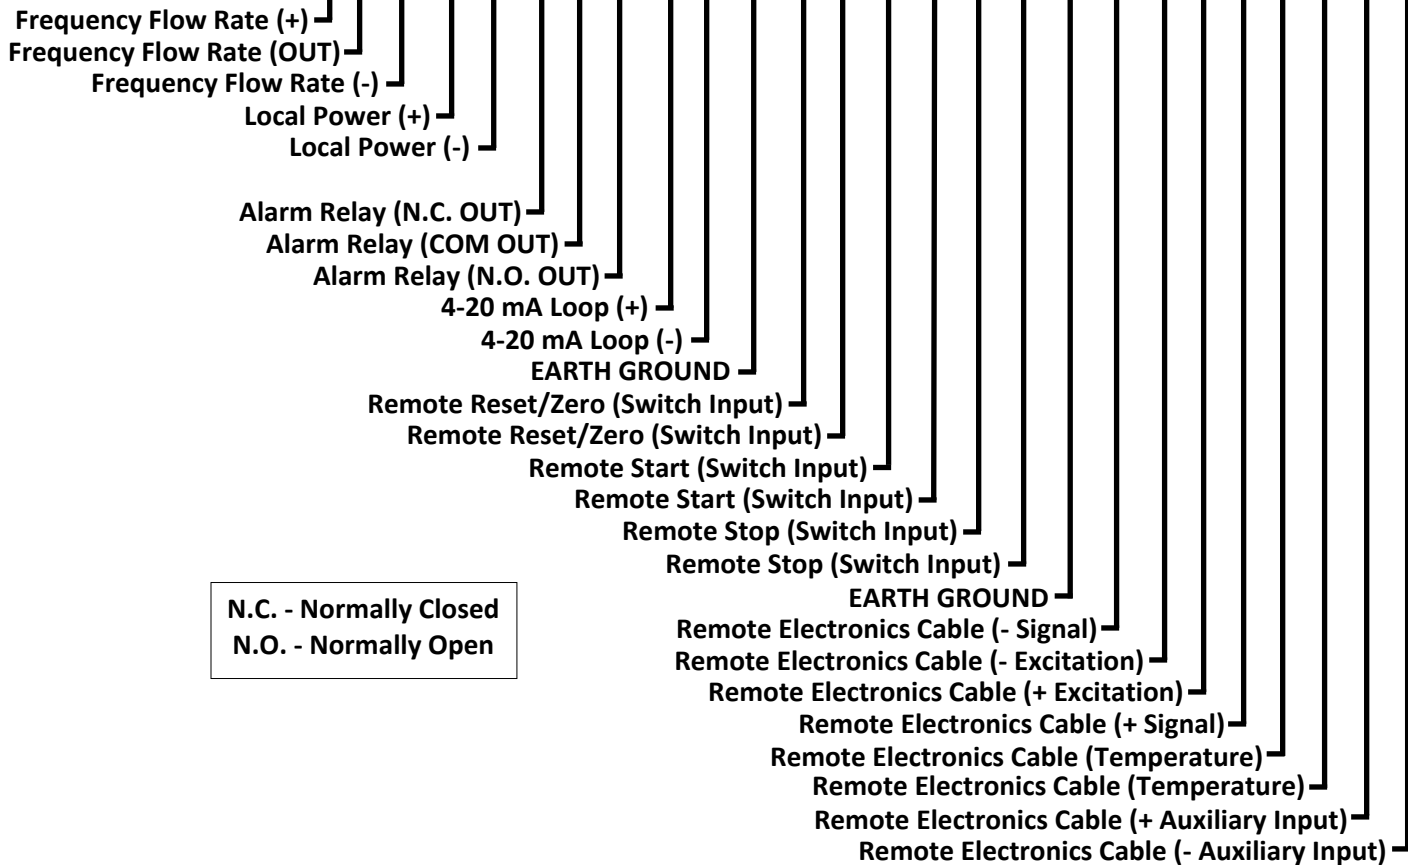 Frequency Flow Rate (+)
Frequency Flow Rate (OUT)
Frequency Flow Rate (-)
Local Power (+)
Local Power (-)
Alarm Relay (N.C. OUT)
Alarm Relay (COM OUT)
Alarm Relay (N.O. OUT)
4-20 mA Loop (+)
4-20 mA Loop (-)
EARTH GROUND
Remote Reset/Zero (Switch Input)
Remote Reset/Zero (Switch Input)
Remote Start (Switch Input)
Remote Start (Switch Input)
Remote Stop (Switch Input)
Remote Stop (Switch Input)
EARTH GROUND
Remote Electronics Cable (- Signal)
Remote Electronics Cable (- Excitation)
Remote Electronics Cable (+ Excitation)
Remote Electronics Cable (+ Signal)
Remote Electronics Cable (Temperature)
Remote Electronics Cable (Temperature)
Remote Electronics Cable (+ Auxiliary Input)
Remote Electronics Cable (- Auxiliary Input)
N.C. - Normally Closed
N.O. - Normally Open